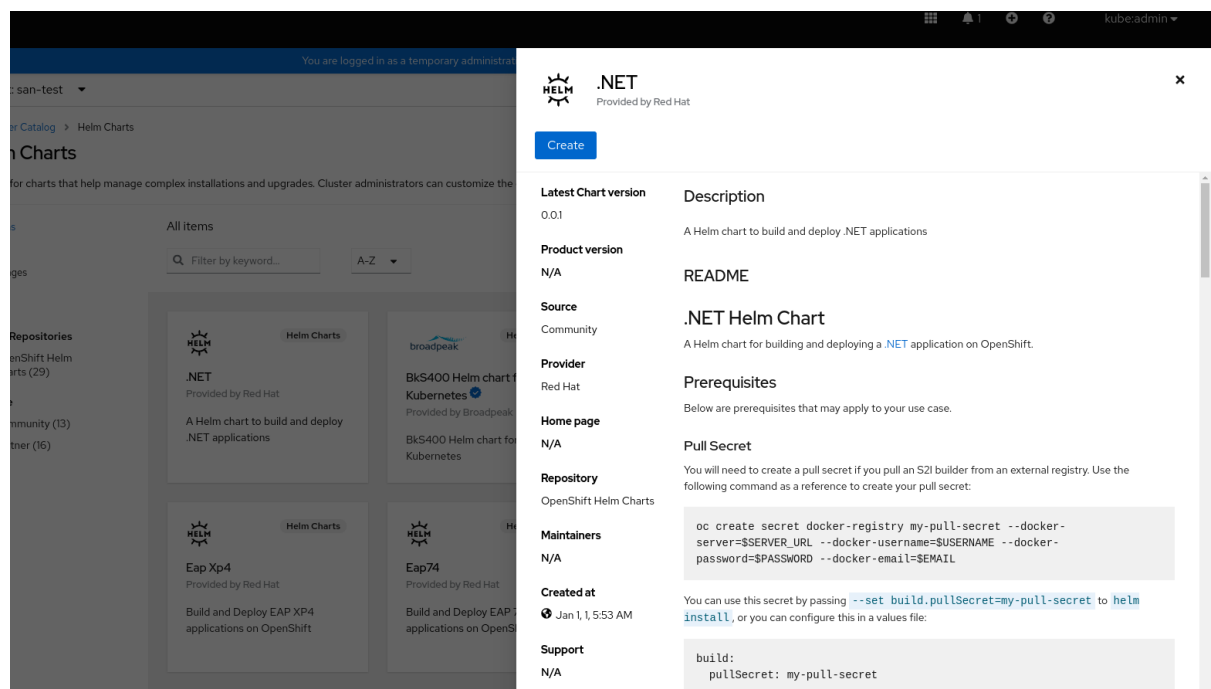 1
kube:admin
You are logged in as a temporary administrat
: san-test
er Catalog > Helm Charts
n Charts
for charts that help manage complex installations and upgrades. Cluster administrators can customize the
s
ges
Repositories
enShift Helm
arts (29)
mmunity (13)
tner (16)
All items
Filter by keyword...
A-Z
HELM
Helm Charts
.NET
Provided by Red Hat
A Helm chart to build and deploy
.NET applications
broadpeak
He
BkS400 Helm chart f
Kubernetes
Provided by Broadpeak
BkS400 Helm chart fo
Kubernetes
HELM
Helm Charts
Eap Xp4
Provided by Red Hat
Build and Deploy EAP XP4
applications on OpenShift
HELM
He
Eap74
Provided by Red Hat
Build and Deploy EAP 7
applications on OpenS
HELM
.NET
Provided by Red Hat
Create
Latest Chart version
0.0.1
Product version
N/A
Source
Community
Provider
Red Hat
Home page
N/A
Repository
OpenShift Helm Charts
Maintainers
N/A
Created at
Jan 1, 1, 5:53 AM
Support
N/A
Description
A Helm chart to build and deploy .NET applications
README
.NET Helm Chart
A Helm chart for building and deploying a .NET application on OpenShift.
Prerequisites
Below are prerequisites that may apply to your use case.
Pull Secret
You will need to create a pull secret if you pull an S2I builder from an external registry. Use the
following command as a reference to create your pull secret:
oc create secret docker-registry my-pull-secret --docker-
server=$SERVER_URL --docker-username=$USERNAME --docker-
password=$PASSWORD --docker-email=$EMAIL
You can use this secret by passing --set build.pullSecret=my-pull-secret to helm
install, or you can configure this in a values file:
build:
  pullSecret: my-pull-secret